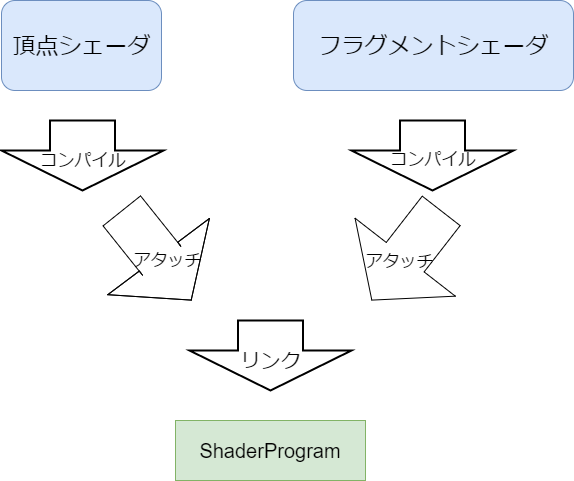 頂点シェーダ
フラグメントシェーダ
コンパイル
コンパイル
アタッチ
アタッチ
リンク
ShaderProgram